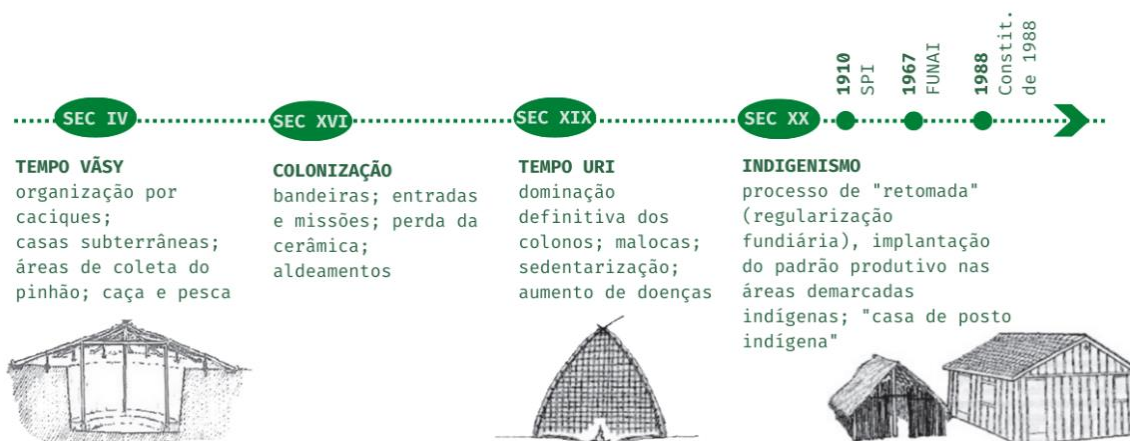 SEC IV
TEMPO VÃSY
organização por
caciques;
casas subterrâneas;
áreas de coleta do
pinhão; caça e pesca
SEC XVI
COLONIZAÇÃO
bandeiras; entradas
e missões; perda da
cerâmica;
aldeamentos
SEC XIX
TEMPO URI
dominação
definitiva dos
colonos; malocas;
sedentarização;
aumento de doenças
SEC XX
INDIGENISMO
processo de "retomada"
(regularização
fundiária), implantação
do padrão produtivo nas
áreas demarcadas
indígenas; "casa de posto
indígena"
1910
SPI
1967
FUNAI
1988
Constit.
de 1988